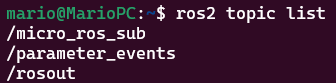 mario@MarioPC:~$ ros2 topic list
/micro_ros_sub
/parameter_events
/rosout